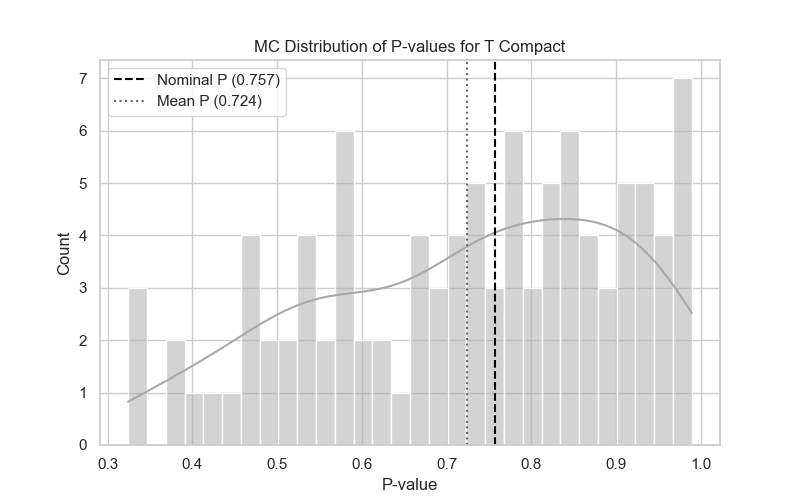 MC Distribution of P-values for T Compact
Nominal P (0.757)
Mean P (0.724)
Count
7
6
5
4
3
2
1
0
0.3 0.4 0.5 0.6 0.7 0.8 0.9 1.0
P-value